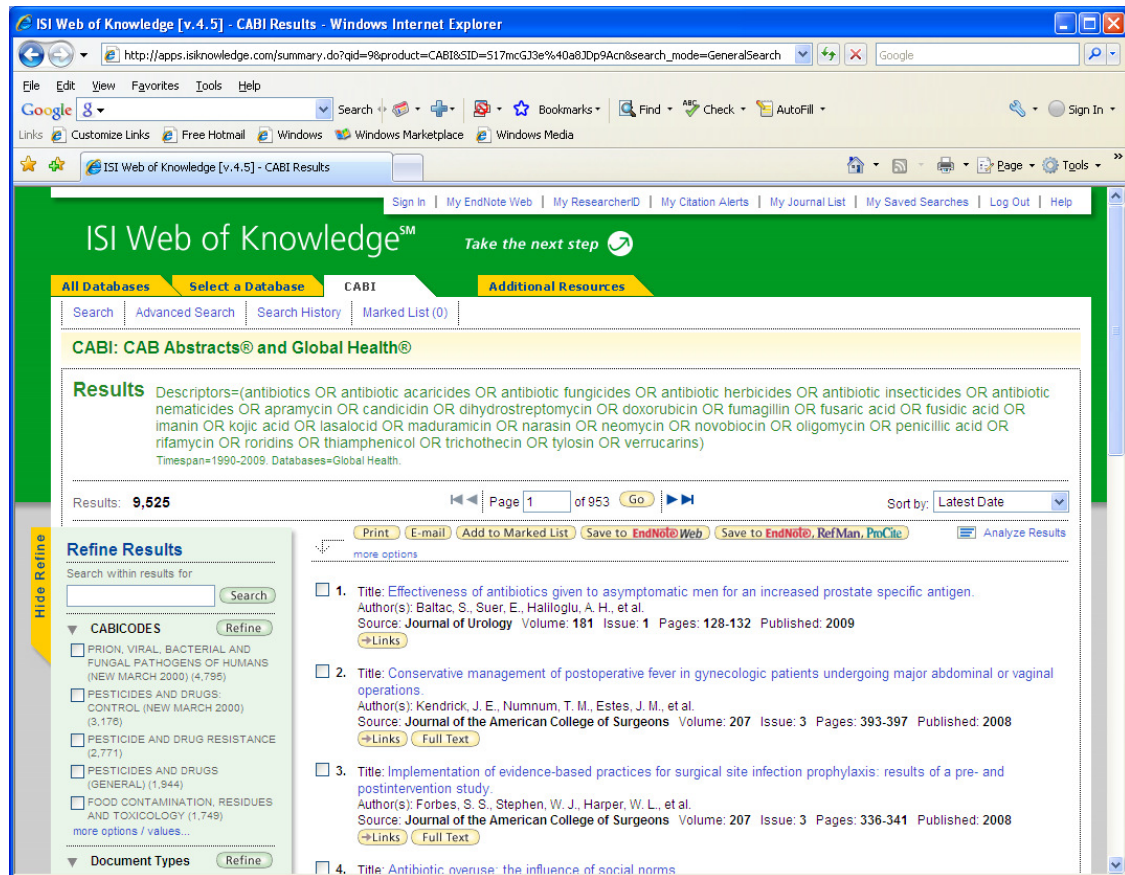 ISI Web of Knowledge [v.4.5] - CABI Results - Windows Internet Explorer
http://apps.isiknowledge.com/summary.do?qid=9&product=CABI&SID=S17mcGJ3e%40a8JDp9Acn&search_mode=GeneralSearch Google
File Edit View Favorites Tools Help
Google Search Bookmarks Find Check AutoFill Sign In
Links Customize Links Free Hotmail Windows Windows Marketplace Windows Media
ISI Web of Knowledge [v.4.5] - CABI Results Page Tools
Sign In | My EndNote Web | My ResearcherID | My Citation Alerts | My Journal List | My Saved Searches | Log Out | Help
ISI Web of Knowledge℠ Take the next step
All Databases Select a Database CABI Additional Resources
Search Advanced Search Search History Marked List (0)
CABI: CAB Abstracts® and Global Health®
Results Descriptors=(antibiotics OR antibiotic acaricides OR antibiotic fungicides OR antibiotic herbicides OR antibiotic insecticides OR antibiotic
nematicides OR apramycin OR candicidin OR dihydrostreptomycin OR doxorubicin OR fumagillin OR fusaric acid OR fusidic acid OR
imanin OR kojic acid OR lasalocid OR maduramicin OR narasin OR neomycin OR novobiocin OR oligomycin OR penicillic acid OR
rifamycin OR roridins OR thiamphenicol OR trichothecin OR tylosin OR verrucarins)
Timespan=1990-2009. Databases=Global Health.
Results: 9,525 Page 1 of 953 Go Sort by: Latest Date
Print E-mail Add to Marked List Save to EndNote Web Save to EndNote, RefMan, ProCite Analyze Results
more options
Hide Refine
Refine Results
Search within results for
Search
CABICODES Refine
PRION, VIRAL, BACTERIAL AND
FUNGAL PATHOGENS OF HUMANS
(NEW MARCH 2000) (4,795)
PESTICIDES AND DRUGS:
CONTROL (NEW MARCH 2000)
(3,176)
PESTICIDE AND DRUG RESISTANCE
(2,771)
PESTICIDES AND DRUGS
(GENERAL) (1,944)
FOOD CONTAMINATION, RESIDUES
AND TOXICOLOGY (1,749)
more options / values...
Document Types Refine
1. Title: Effectiveness of antibiotics given to asymptomatic men for an increased prostate specific antigen.
Author(s): Baltac, S., Suer, E., Haliloglu, A. H., et al.
Source: Journal of Urology Volume: 181 Issue: 1 Pages: 128-132 Published: 2009
Links
2. Title: Conservative management of postoperative fever in gynecologic patients undergoing major abdominal or vaginal
operations.
Author(s): Kendrick, J. E., Numnum, T. M., Estes, J. M., et al.
Source: Journal of the American College of Surgeons Volume: 207 Issue: 3 Pages: 393-397 Published: 2008
Links Full Text
3. Title: Implementation of evidence-based practices for surgical site infection prophylaxis: results of a pre- and
postintervention study.
Author(s): Forbes, S. S., Stephen, W. J., Harper, W. L., et al.
Source: Journal of the American College of Surgeons Volume: 207 Issue: 3 Pages: 336-341 Published: 2008
Links Full Text
4. Title: Antibiotic overuse: the influence of social norms.